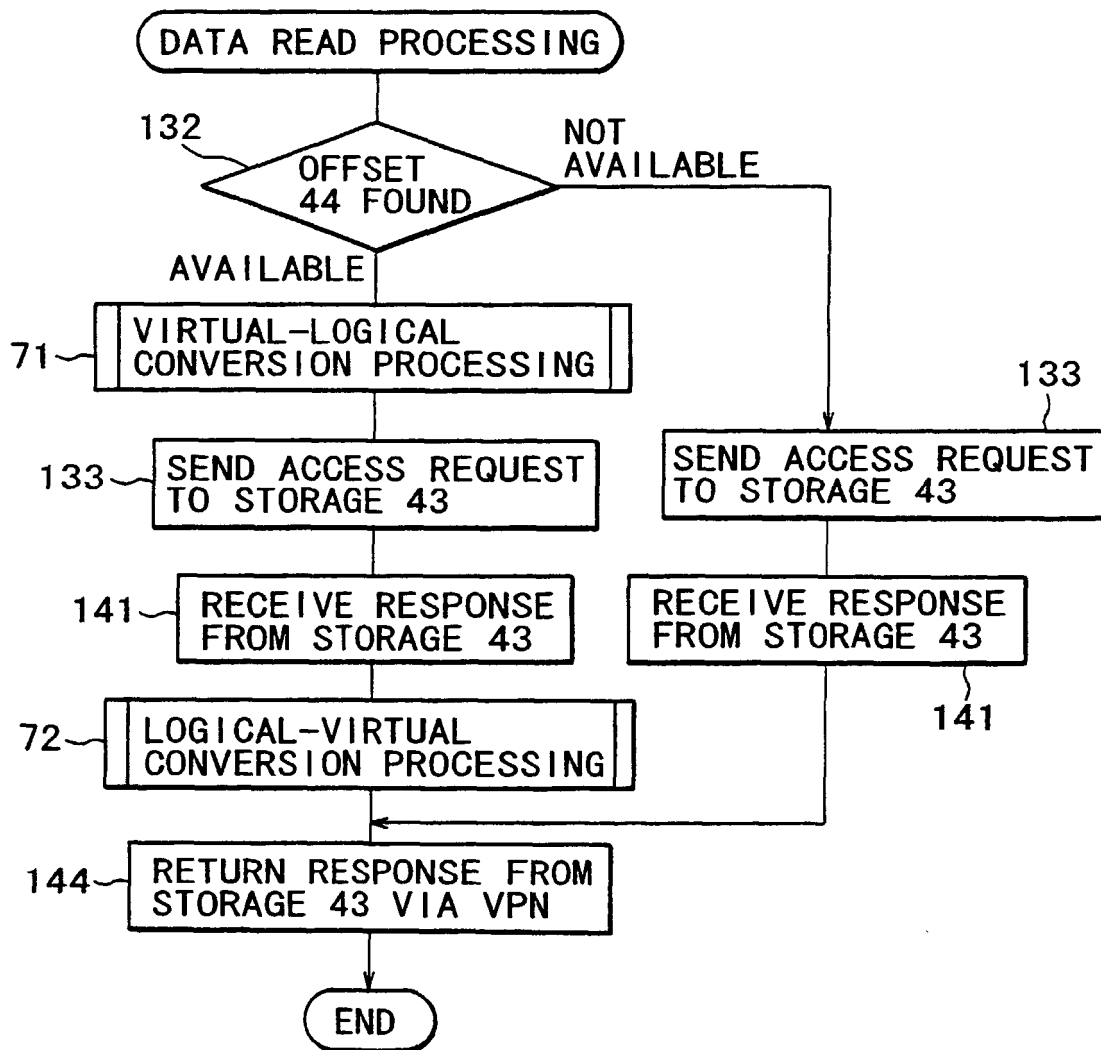 DATA READ PROCESSING
132
OFFSET
44 FOUND
NOT
AVAILABLE
AVAILABLE
71
VIRTUAL-LOGICAL
CONVERSION PROCESSING
133
SEND ACCESS REQUEST
TO STORAGE 43
133
SEND ACCESS REQUEST
TO STORAGE 43
141
RECEIVE RESPONSE
FROM STORAGE 43
RECEIVE RESPONSE
FROM STORAGE 43
141
72
LOGICAL-VIRTUAL
CONVERSION PROCESSING
144
RETURN RESPONSE FROM
STORAGE 43 VIA VPN
END